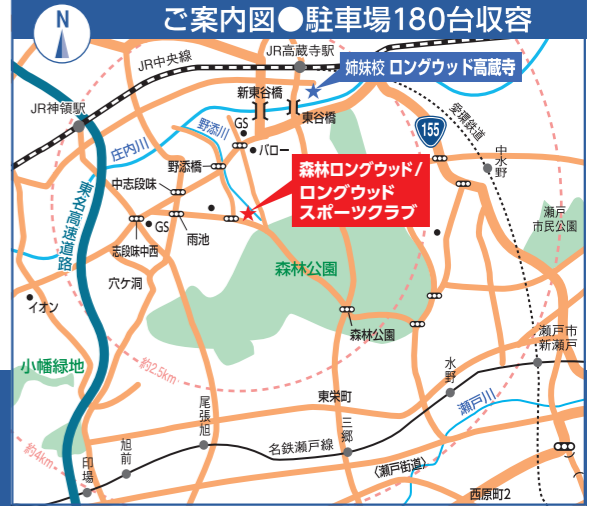 ご案内図●駐車場180台収容
N
JR中央線
JR高蔵寺駅
姉妹校 ロングウッド高蔵寺
JR神領駅
新東谷橋
東谷橋
愛環鉄道
155
GS
野添川
庄内川
バロー
野添橋
中水野
中志段味
森林ロングウッド/
ロングウッド
スポーツクラブ
東名高速道路
GS
志段味中西
雨池
瀬戸
市民公園
穴ケ洞
森林公園
イオン
森林公園
瀬戸市
新瀬戸
小幡緑地
約2.5km
水野
東栄町
瀬戸川
尾張旭
三郷
約4km
旭前
名鉄瀬戸線
印場
〈瀬戸街道〉
西原町2